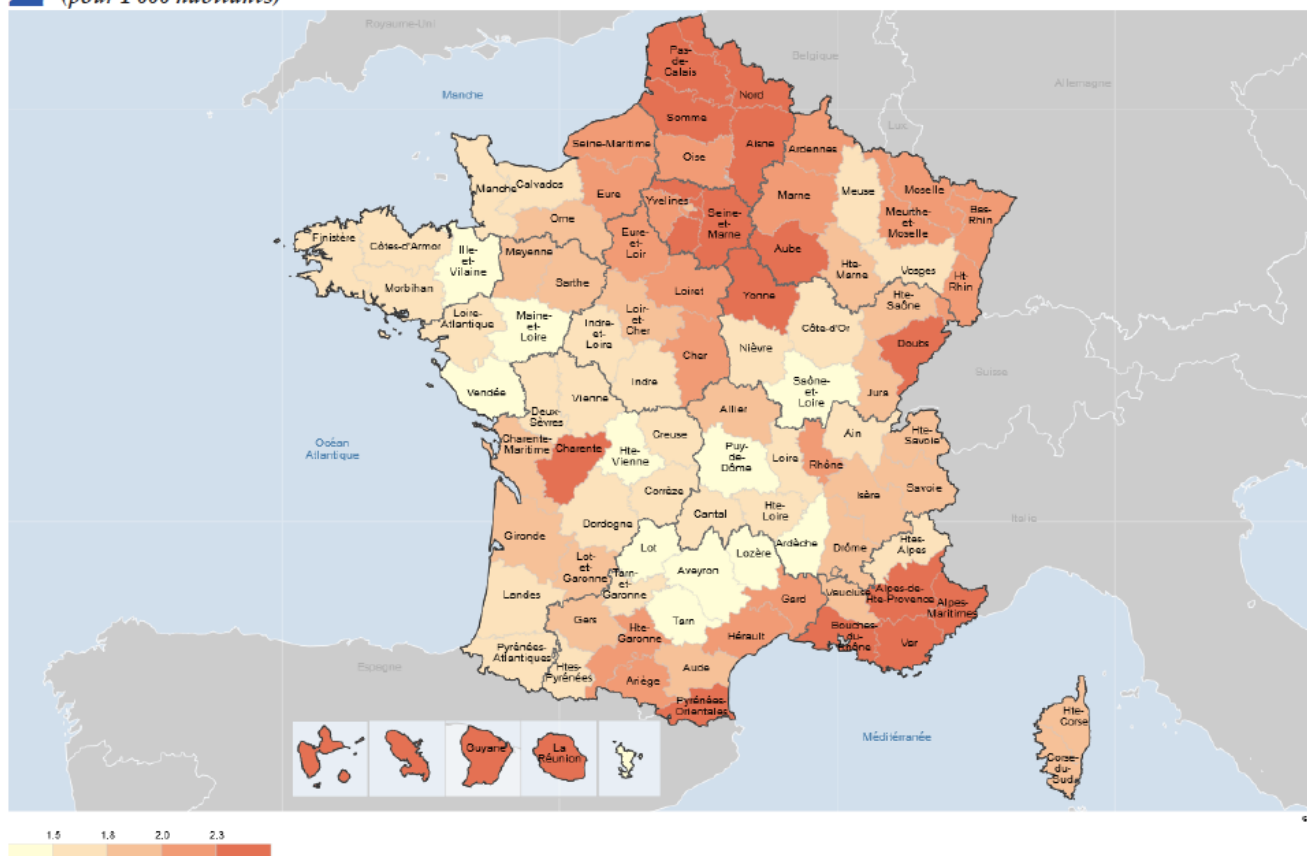 (pour 1 000 habitants)
Royaume-Uni
Belgique
Allemagne
Luc.
Manche
Pas-
de-
Calais
Nord
Somme
Seine-Maritime
Oise
Aisne
Ardennes
Manche
Calvados
Eure
Yvelines
Seine-
et-
Marne
Marne
Meuse
Moselle
Meurthe-
et-
Moselle
Bas-
Rhin
Orne
Eure-
et-
Loir
Aube
Hte-
Marne
Vosges
Ht-
Rhin
Finistère
Côtes-d'Armor
Ille-
et-
Vilaine
Mayenne
Sarthe
Morbihan
Loiret
Yonne
Hte-
Saône
Loire-
Atlantique
Maine-
et-
Loire
Indre-
et-
Loire
Loir-
et-
Cher
Cher
Nièvre
Côte-d'Or
Doubs
Suisse
Vendée
Deux-
Sèvres
Vienne
Indre
Allier
Saône-
et-
Loire
Jura
Océan
Atlantique
Charente-
Maritime
Charente
Hte-
Vienne
Creuse
Puy-
de-
Dôme
Loire
Rhône
Ain
Hte-
Savoie
Savoie
Isère
Corrèze
Cantal
Hte-
Loire
Italie
Gironde
Dordogne
Lot
Aveyron
Lozère
Ardèche
Drôme
Htes-
Alpes
Lot-
et-
Garonne
Tarn-
et-
Garonne
Landes
Gers
Tarn
Gard
Vaucluse
Alpes-de-
Hte-Provence
Alpes-
Maritimes
Hte-
Garonne
Hérault
Bouches-
du-
Rhône
Var
Pyrénées-
Atlantiques
Htes-
Pyrénées
Ariège
Aude
Pyrénées-
Orientales
Espagne
Méditérranée
Hte-
Corse
Corse-
du-
Sud
Guyane
La
Réunion
1.5 1.8 2.0 2.3